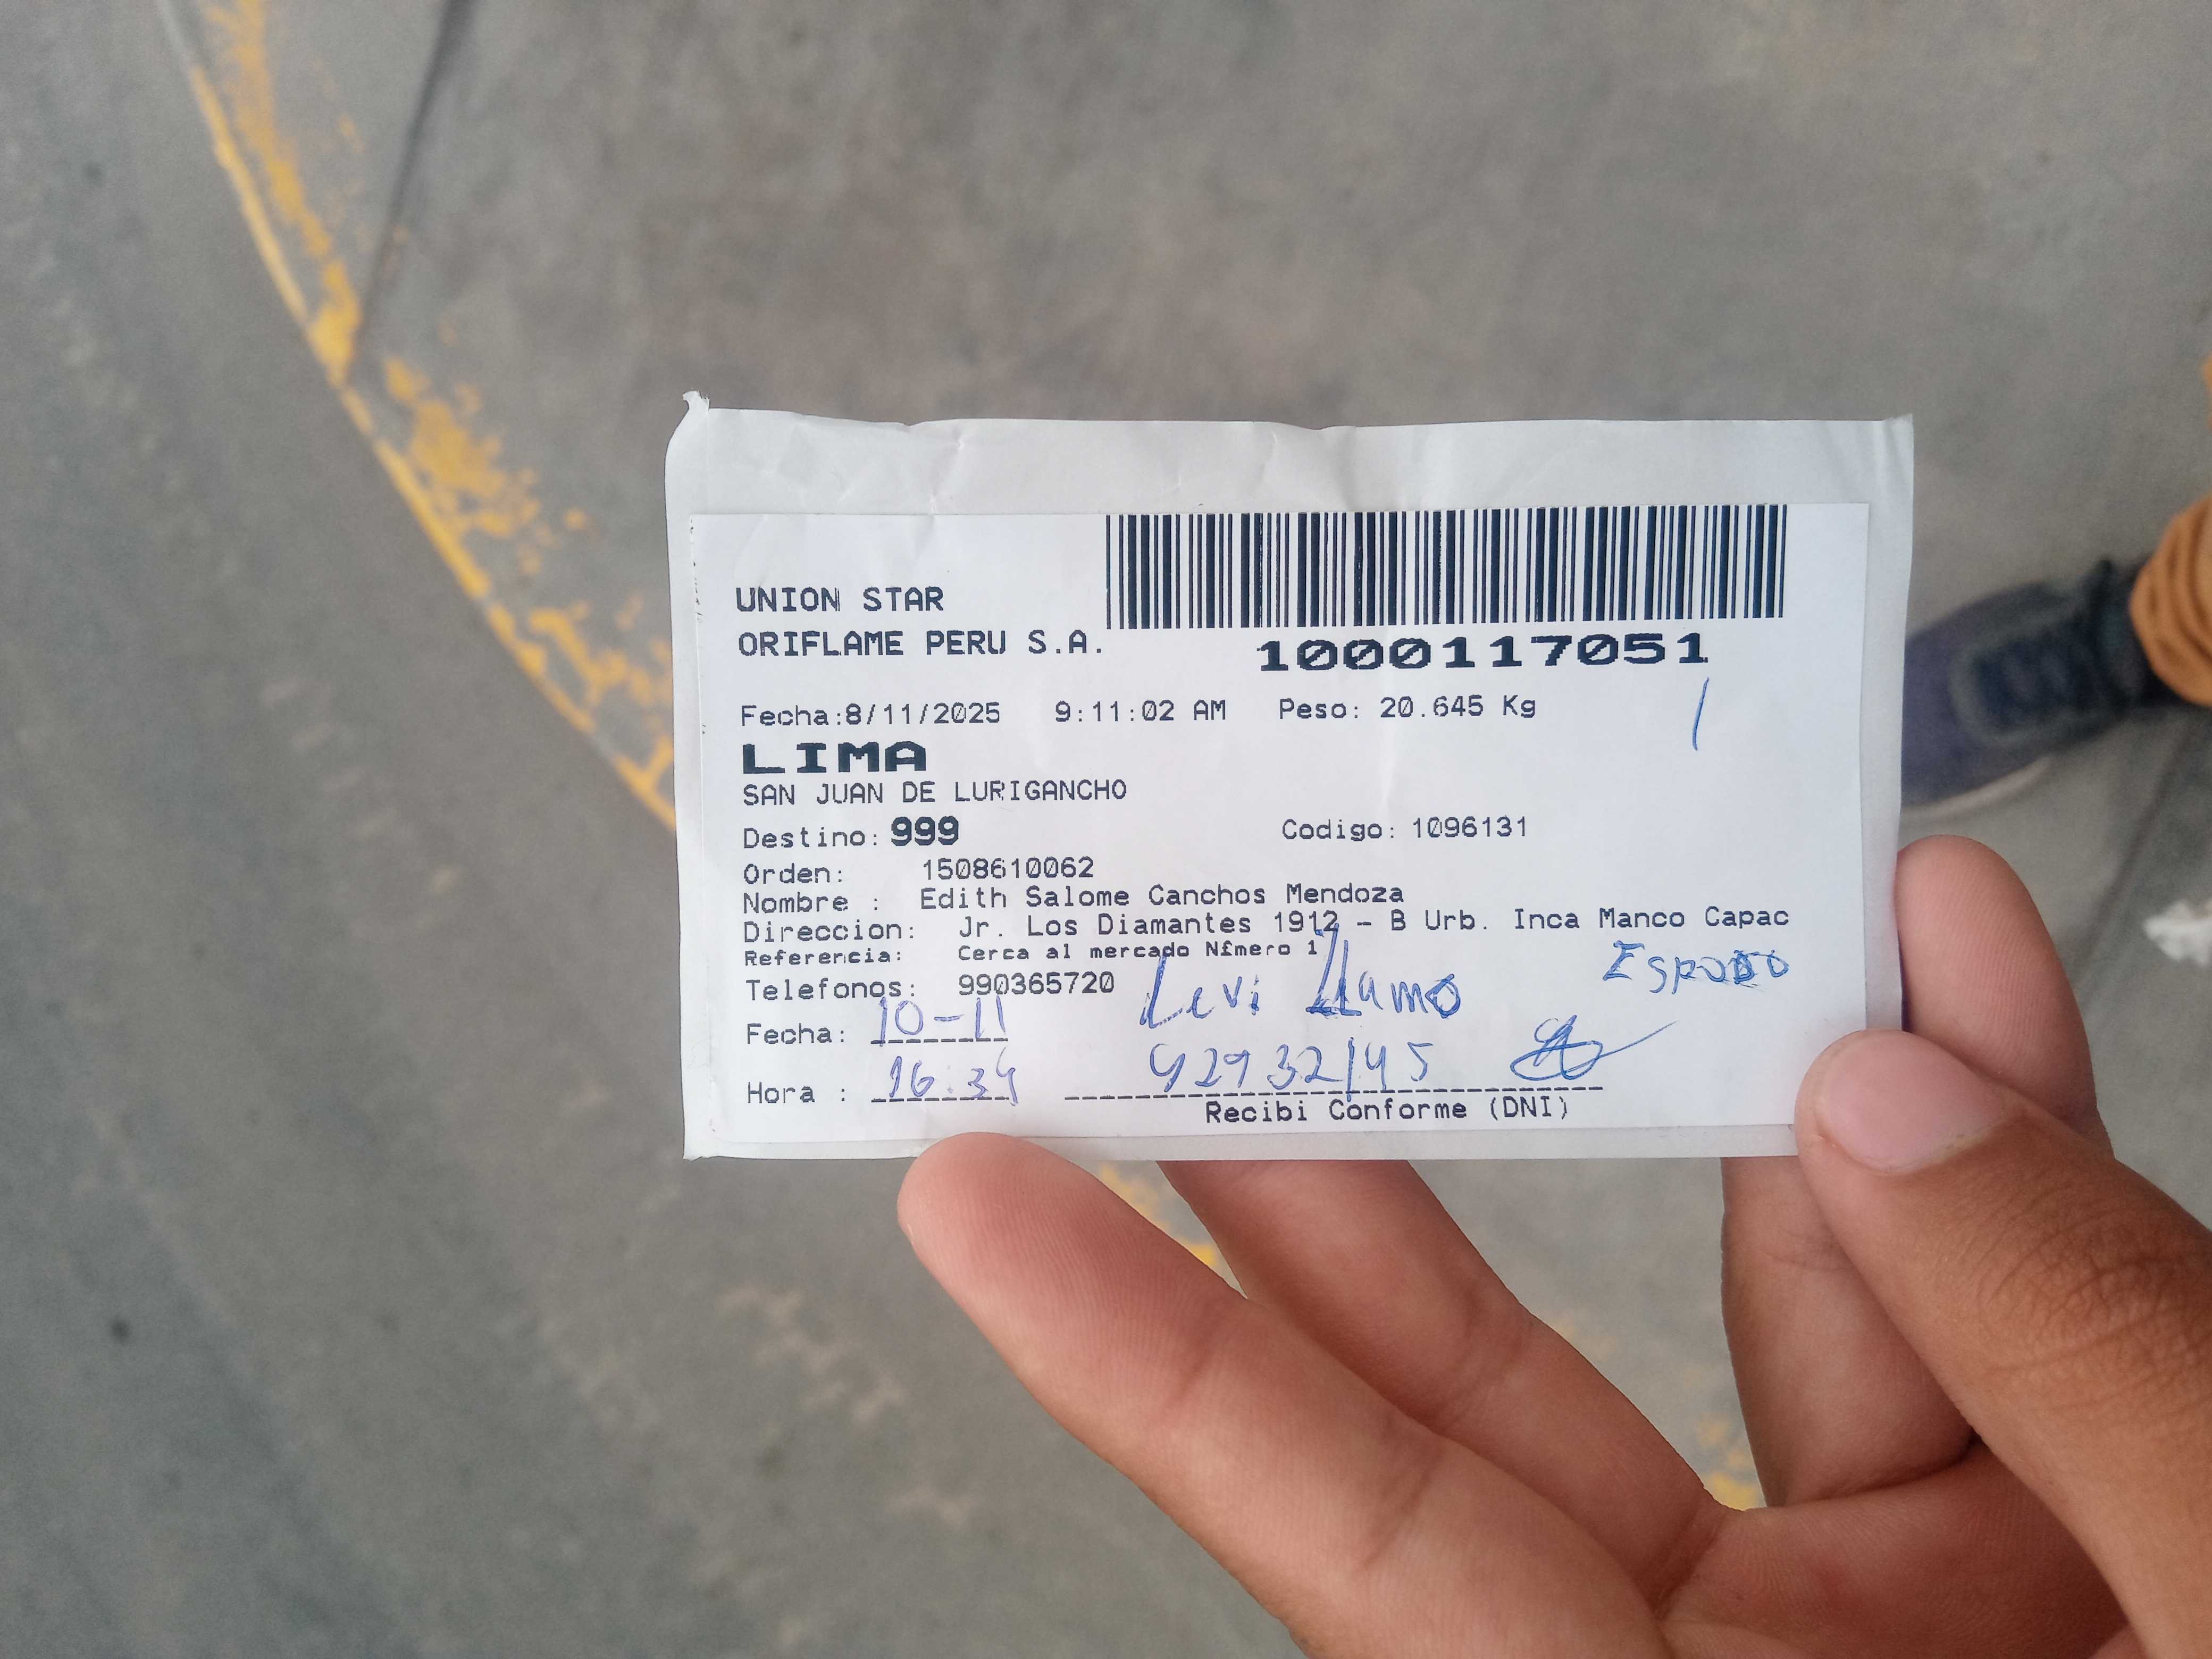 UNION STAR
ORIFLAME PERU S.A.
1000117051
Fecha:8/11/2025 9:11:02 AM Peso: 20.645 Kg
/
LIMA
SAN JUAN DE LURIGANCHO
Destino: 999 Codigo: 1096131
Orden: 1508610062
Nombre : Edith Salome Canchos Mendoza
Direccion: Jr. Los Diamantes 1912 - B Urb. Inca Manco Capac
Referencia: Cerca al mercado N£mero 1
Telefonos: 990365720 Levi Llamo Esposo
Fecha: 10-11
Hora : 16:34 42932145
Recibi Conforme (DNI)